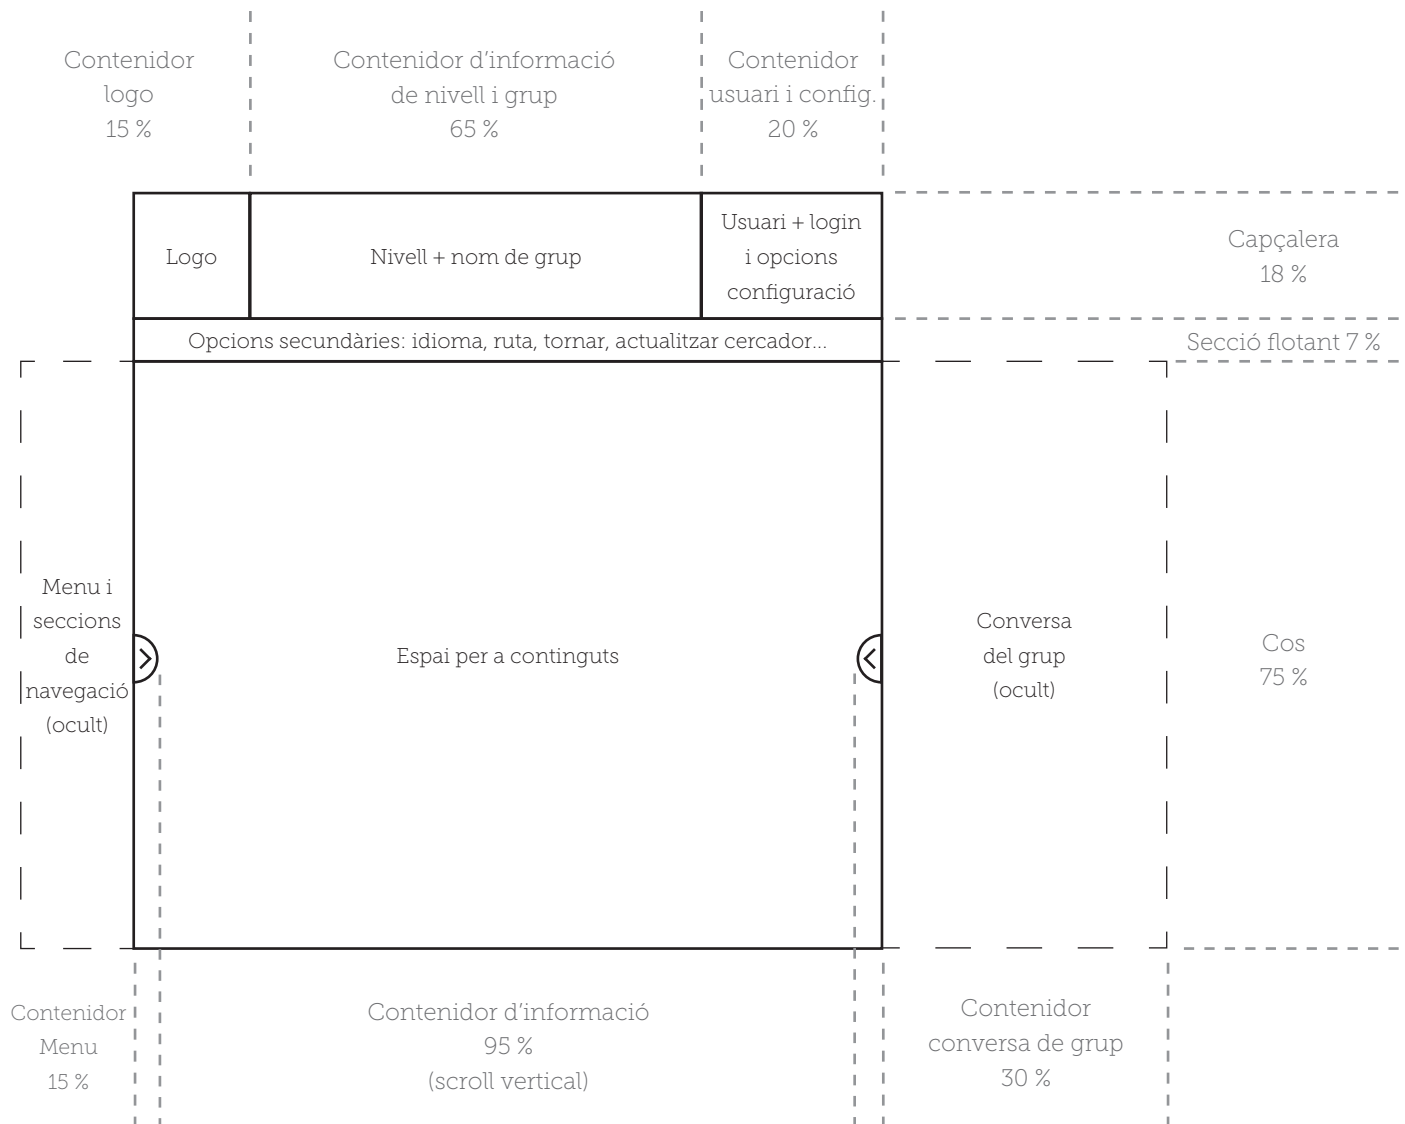 Contenidor
logo
15 %
Contenidor d’informació
de nivell i grup
65 %
Contenidor
usuari i config.
20 %
Logo
Nivell + nom de grup
Usuari + login
i opcions
configuració
Capçalera
18 %
Opcions secundàries: idioma, ruta, tornar, actualitzar cercador...
Secció flotant 7 %
Menu i
seccions
de
navegació
(ocult)
Espai per a continguts
Conversa
del grup
(ocult)
Cos
75 %
Contenidor
Menu
15 %
Contenidor d’informació
95 %
(scroll vertical)
Contenidor
conversa de grup
30 %